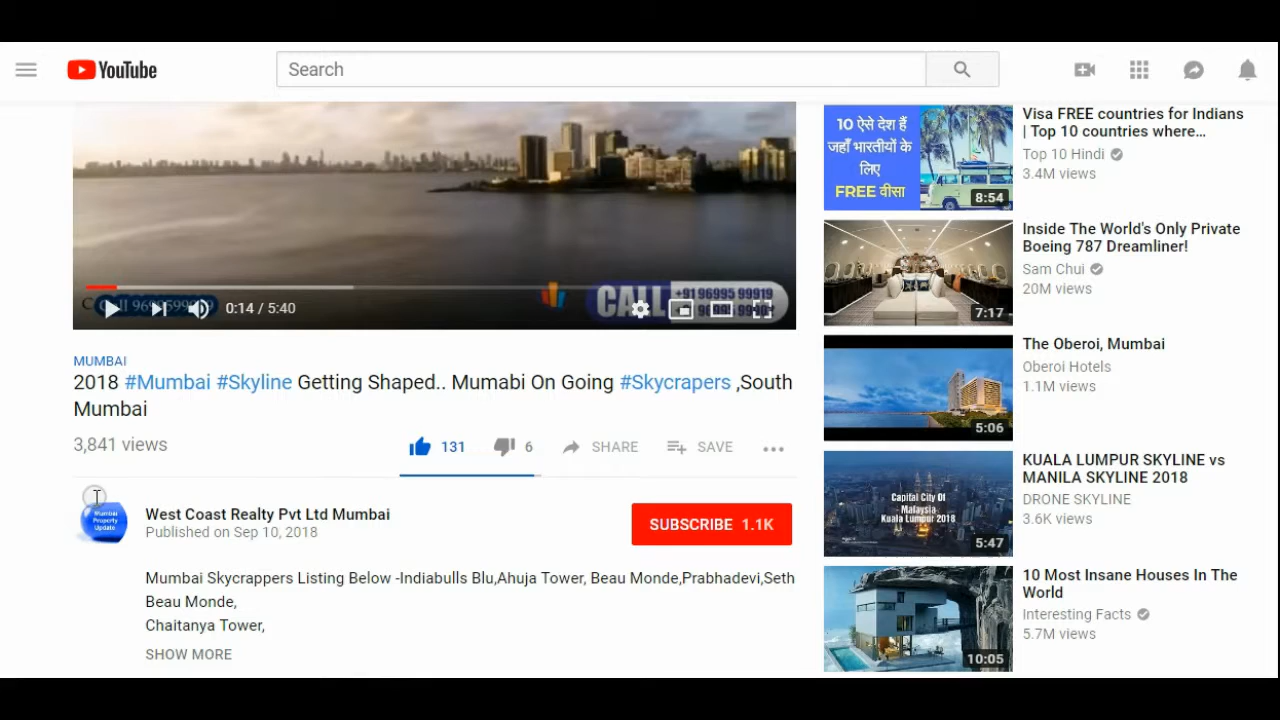 YouTube
Search
0:14 / 5:40
CALL
+91 96995 99919
MUMBAI
2018 #Mumbai #Skyline Getting Shaped.. Mumabi On Going #Skycrapers ,South
Mumbai
3,841 views
131
6
SHARE
SAVE
Mumbai
Property
Update
West Coast Realty Pvt Ltd Mumbai
Published on Sep 10, 2018
SUBSCRIBE 1.1K
Mumbai Skycrappers Listing Below -Indiabulls Blu,Ahuja Tower, Beau Monde,Prabhadevi,Seth
Beau Monde,
Chaitanya Tower,
SHOW MORE
10 ऐसे देश हैं
जहाँ भारतीयों के
लिए
FREE वीसा
8:54
Visa FREE countries for Indians
| Top 10 countries where...
Top 10 Hindi
3.4M views
7:17
Inside The World's Only Private
Boeing 787 Dreamliner!
Sam Chui
20M views
5:06
The Oberoi, Mumbai
Oberoi Hotels
1.1M views
Capital City Of
Malaysia
Kuala Lumpur 2018
5:47
KUALA LUMPUR SKYLINE vs
MANILA SKYLINE 2018
DRONE SKYLINE
3.6K views
10:05
10 Most Insane Houses In The
World
Interesting Facts
5.7M views